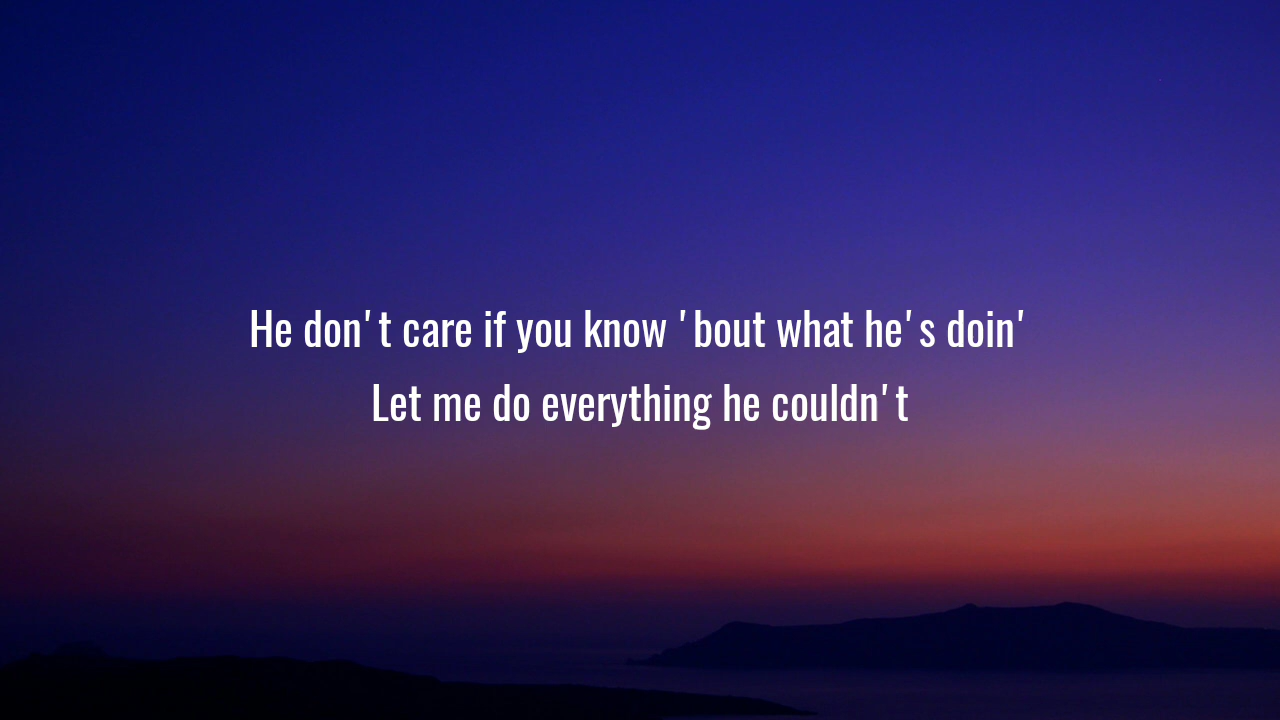 He don't care if you know 'bout what he's doin'
Let me do everything he couldn't